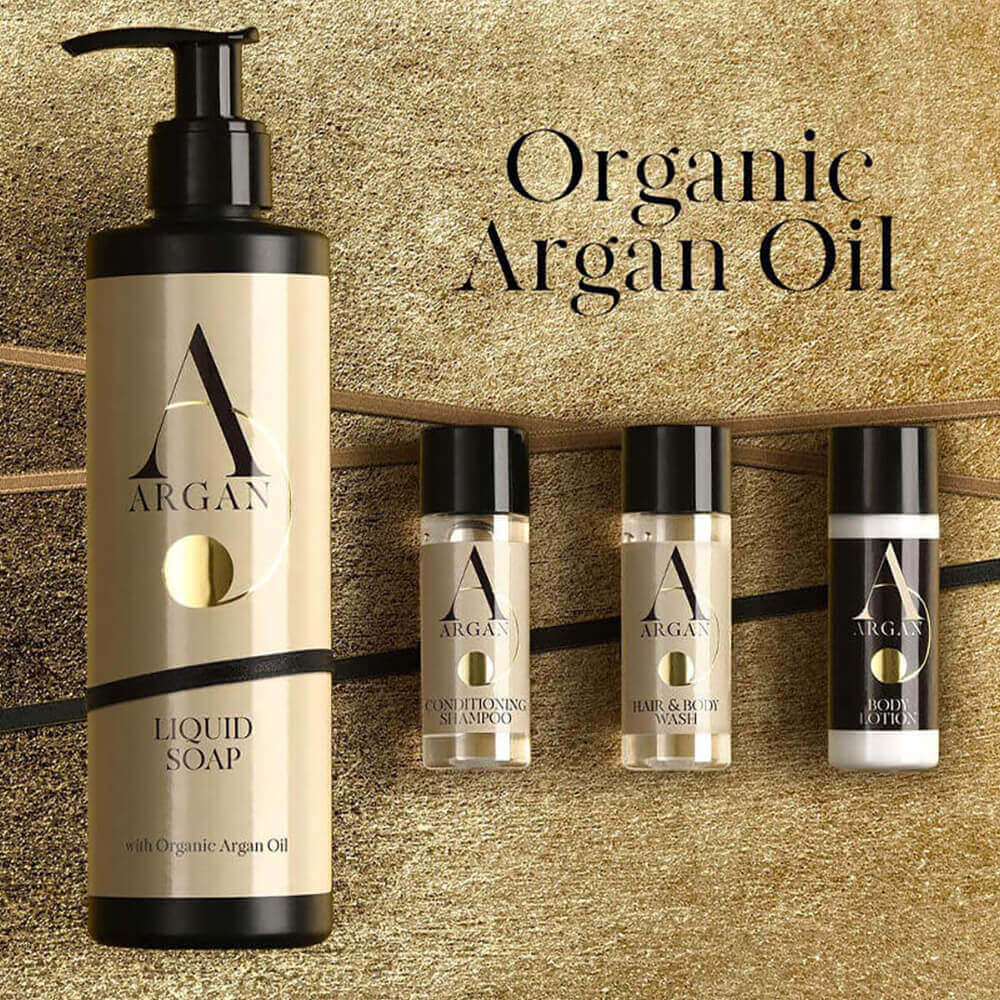 Organic
Argan Oil
A
ARGAN
LIQUID
SOAP
with Organic Argan Oil
A
ARGAN
CONDITIONING
SHAMPOO
A
ARGAN
HAIR & BODY
WASH
A
ARGAN
BODY
LOTION